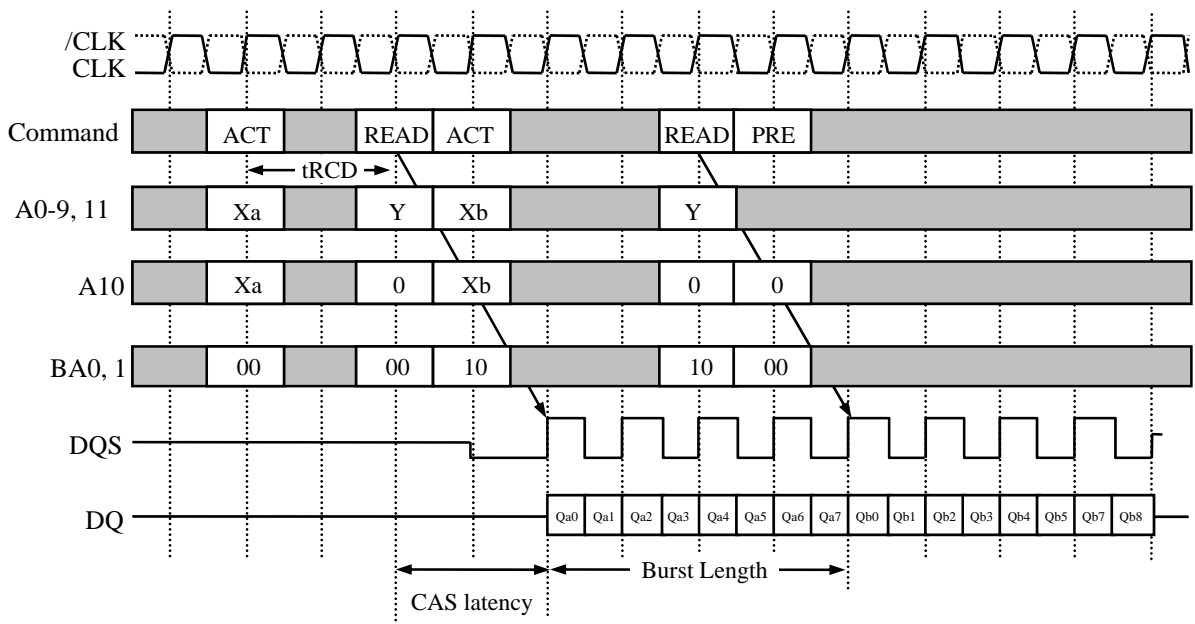 /CLK
CLK
Command ACT READ ACT READ PRE
tRCD
A0-9, 11 Xa Y Xb Y
A10 Xa 0 Xb 0 0
BA0, 1 00 00 10 10 00
DQS
DQ Qa0 Qa1 Qa2 Qa3 Qa4 Qa5 Qa6 Qa7 Qb0 Qb1 Qb2 Qb3 Qb4 Qb5 Qb7 Qb8
Burst Length
CAS latency